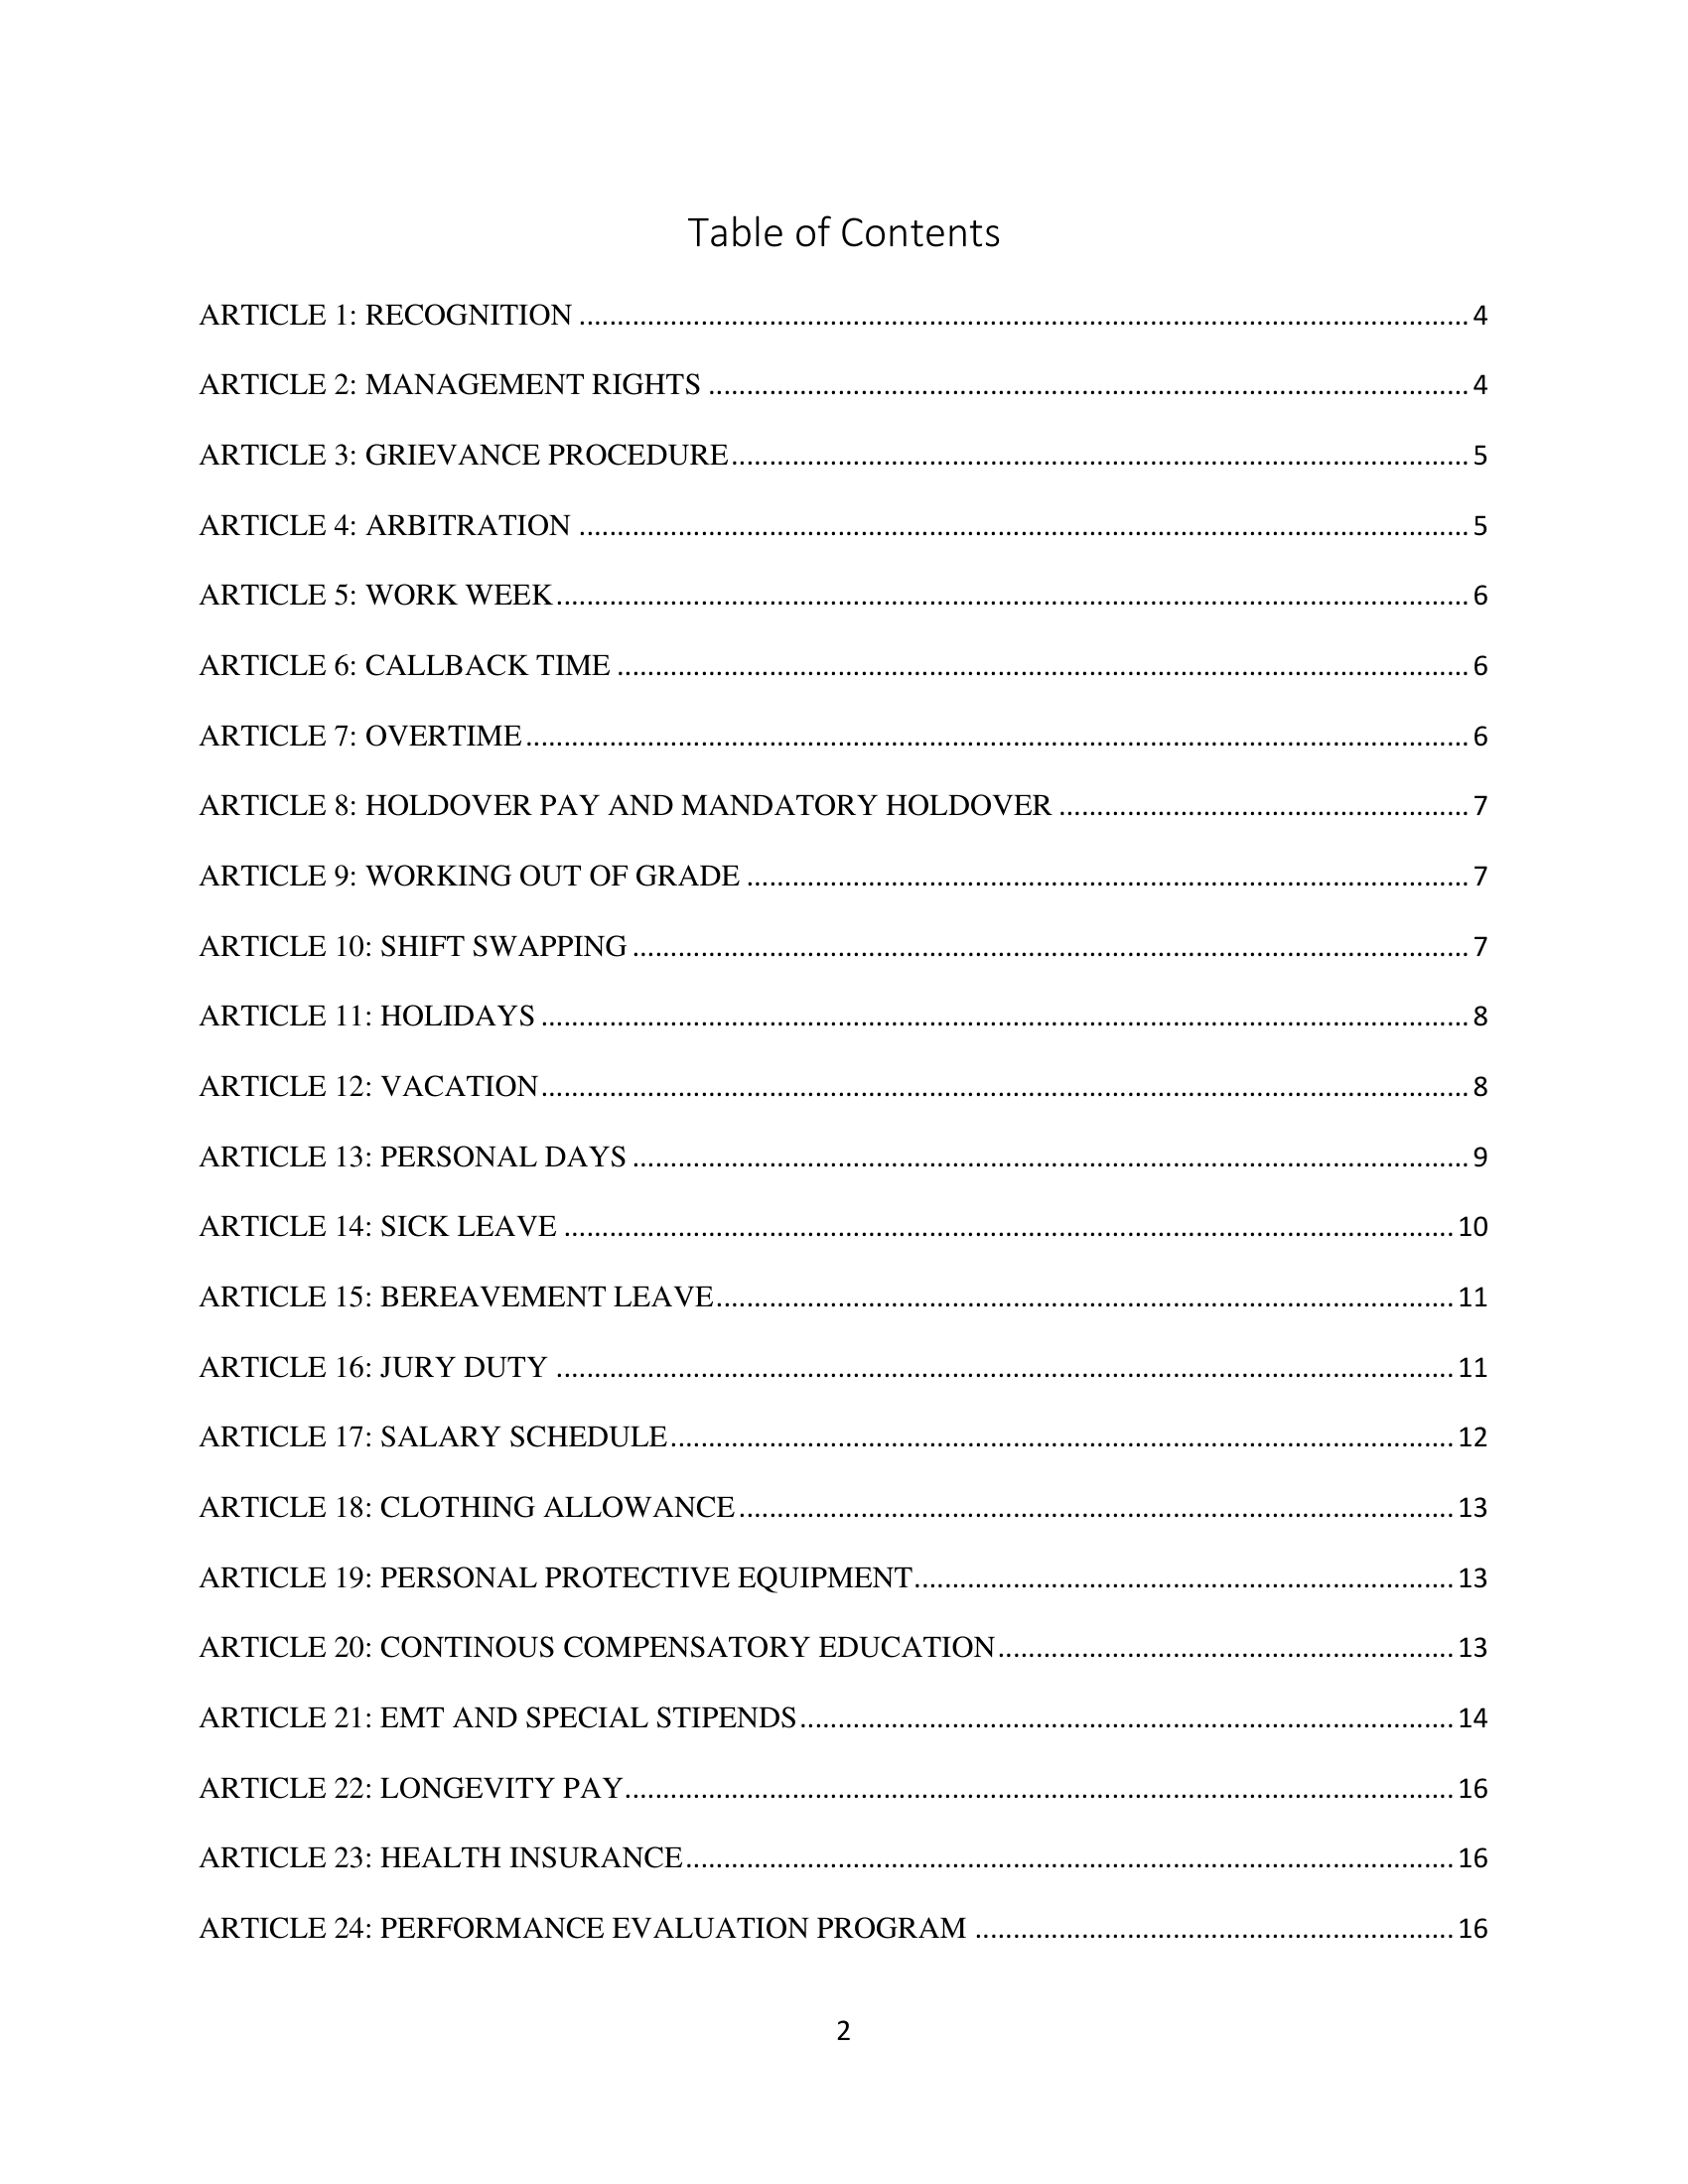 Table of Contents
ARTICLE 1: RECOGNITION ........................................................................................................................ 4
ARTICLE 2: MANAGEMENT RIGHTS ...................................................................................................... 4
ARTICLE 3: GRIEVANCE PROCEDURE.................................................................................................. 5
ARTICLE 4: ARBITRATION ...................................................................................................................... 5
ARTICLE 5: WORK WEEK......................................................................................................................... 6
ARTICLE 6: CALLBACK TIME ................................................................................................................. 6
ARTICLE 7: OVERTIME............................................................................................................................. 6
ARTICLE 8: HOLDOVER PAY AND MANDATORY HOLDOVER ....................................................... 7
ARTICLE 9: WORKING OUT OF GRADE ................................................................................................ 7
ARTICLE 10: SHIFT SWAPPING ............................................................................................................... 7
ARTICLE 11: HOLIDAYS ........................................................................................................................... 8
ARTICLE 12: VACATION........................................................................................................................... 8
ARTICLE 13: PERSONAL DAYS ............................................................................................................... 9
ARTICLE 14: SICK LEAVE ...................................................................................................................... 10
ARTICLE 15: BEREAVEMENT LEAVE.................................................................................................. 11
ARTICLE 16: JURY DUTY ....................................................................................................................... 11
ARTICLE 17: SALARY SCHEDULE........................................................................................................ 12
ARTICLE 18: CLOTHING ALLOWANCE............................................................................................... 13
ARTICLE 19: PERSONAL PROTECTIVE EQUIPMENT........................................................................ 13
ARTICLE 20: CONTINOUS COMPENSATORY EDUCATION............................................................. 13
ARTICLE 21: EMT AND SPECIAL STIPENDS....................................................................................... 14
ARTICLE 22: LONGEVITY PAY.............................................................................................................. 16
ARTICLE 23: HEALTH INSURANCE...................................................................................................... 16
ARTICLE 24: PERFORMANCE EVALUATION PROGRAM ................................................................ 16
2